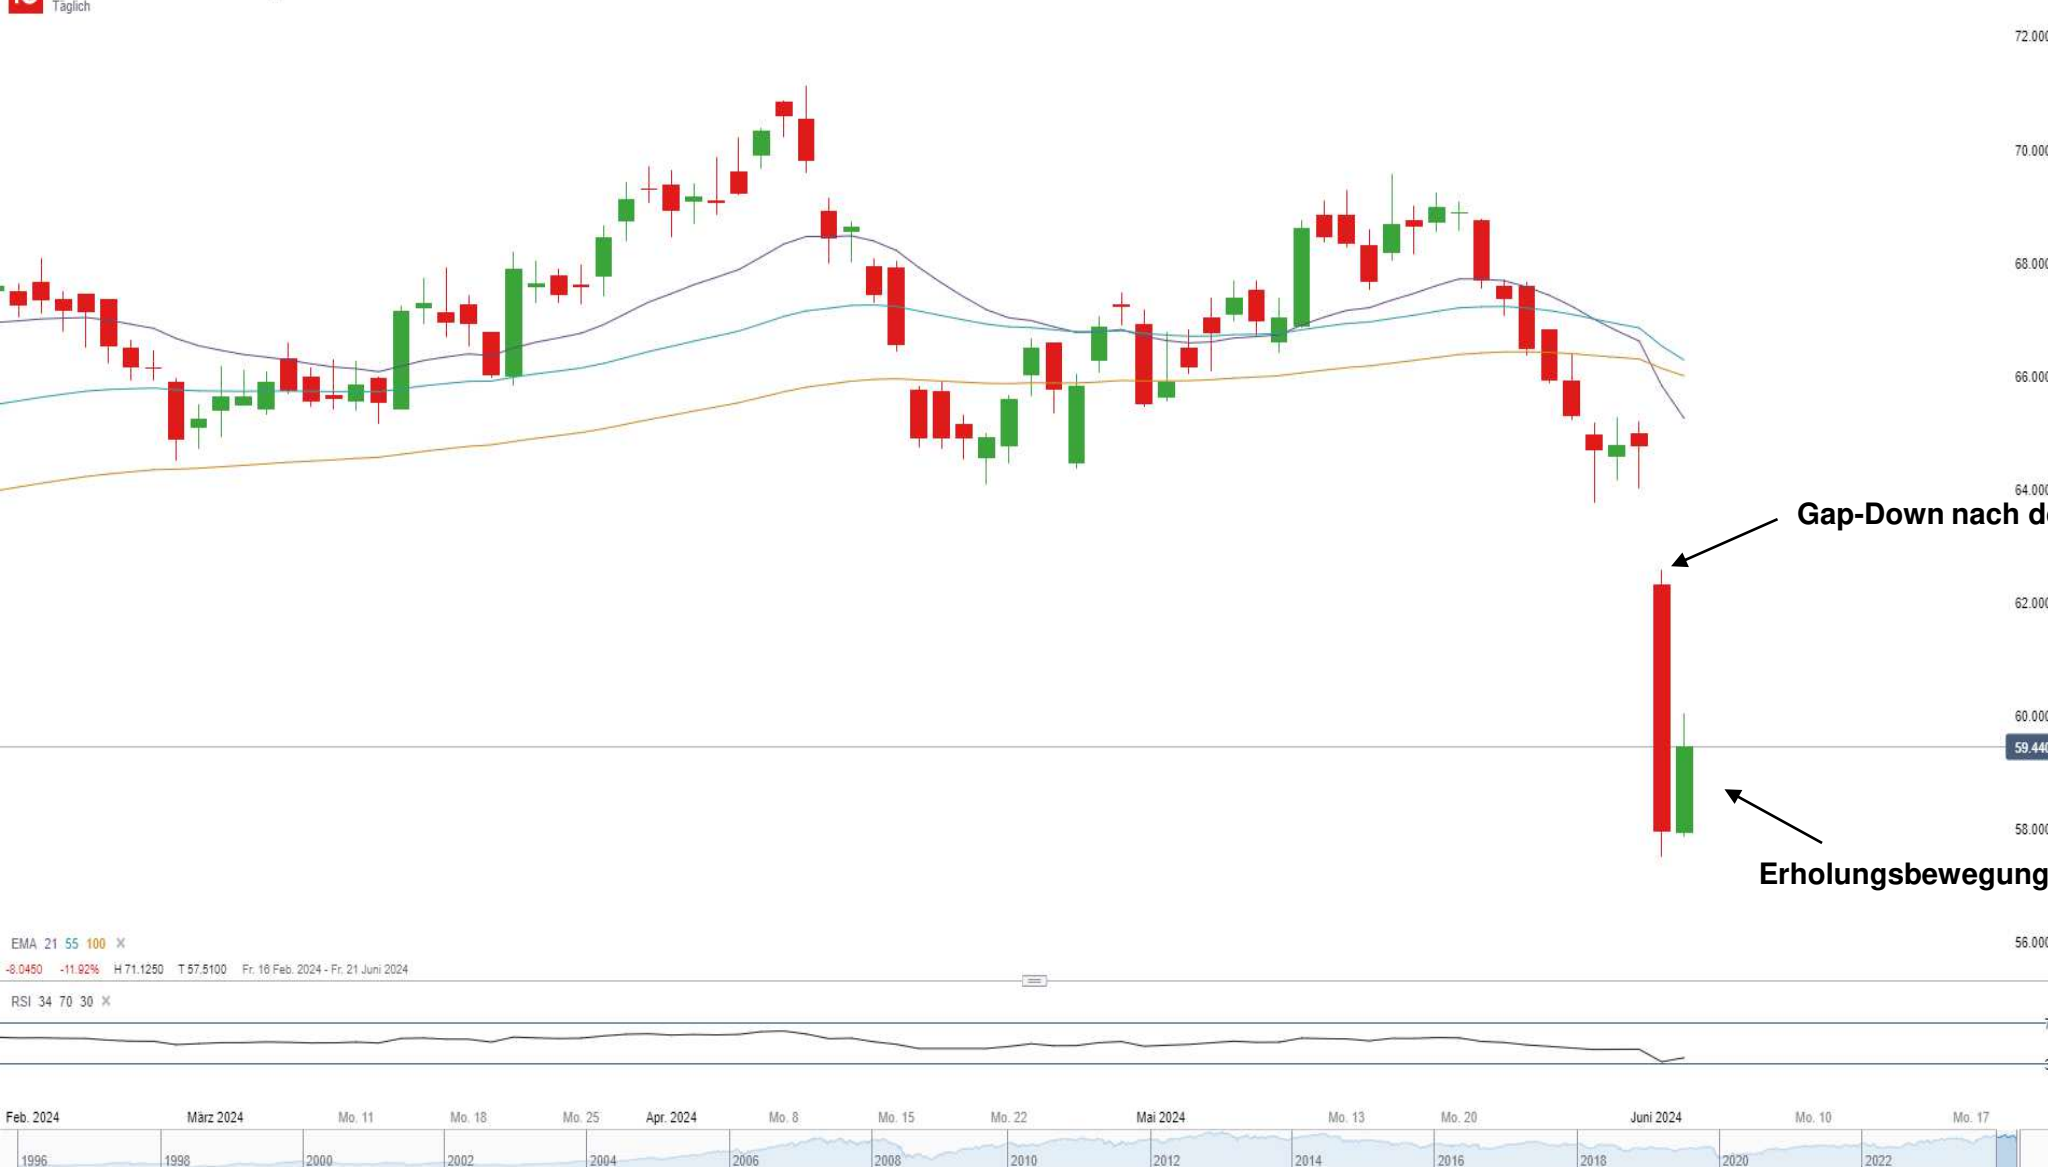 Täglich
72.000
70.000
68.000
66.000
64.000
Gap-Down nach
62.000
60.000
59.440
58.000
Erholungsbewegung
56.000
EMA 21 55 100 X
-8.0450 -11.92% H 71.1250 T 57.5100 Fr. 16 Feb. 2024 - Fr. 21 Juni 2024
RSI 34 70 30 X
Feb. 2024 März 2024 Mo. 11 Mo. 18 Mo. 25 Apr. 2024 Mo. 8 Mo. 15 Mo. 22 Mai 2024 Mo. 13 Mo. 20 Juni 2024 Mo. 10 Mo. 17
1996 1998 2000 2002 2004 2006 2008 2010 2012 2014 2016 2018 2020 2022